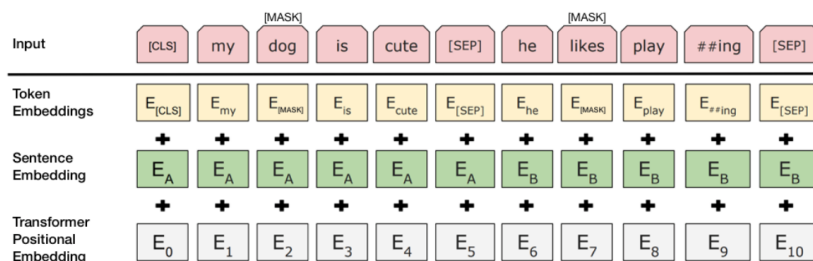 [MASK] [MASK]
Input [CLS] my dog is cute [SEP] he likes play ##ing [SEP]
Token
Embeddings
E[CLS] Emy E[MASK] Eis Ecute E[SEP] Ehe E[MASK] Eplay E##ing E[SEP]
+ + + + + + + + + + +
Sentence
Embedding
EA EA EA EA EA EA EB EB EB EB EB
+ + + + + + + + + + +
Transformer
Positional
Embedding
E0 E1 E2 E3 E4 E5 E6 E7 E8 E9 E10